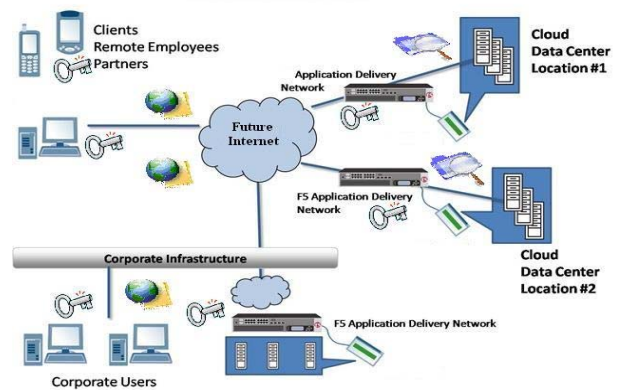 Clients
Remote Employees
Partners
Application Delivery
Network
Cloud
Data Center
Location #1
Future
Internet
F5 Application Delivery
Network
Cloud
Data Center
Location #2
Corporate Infrastructure
F5 Application Delivery Network
Corporate Users